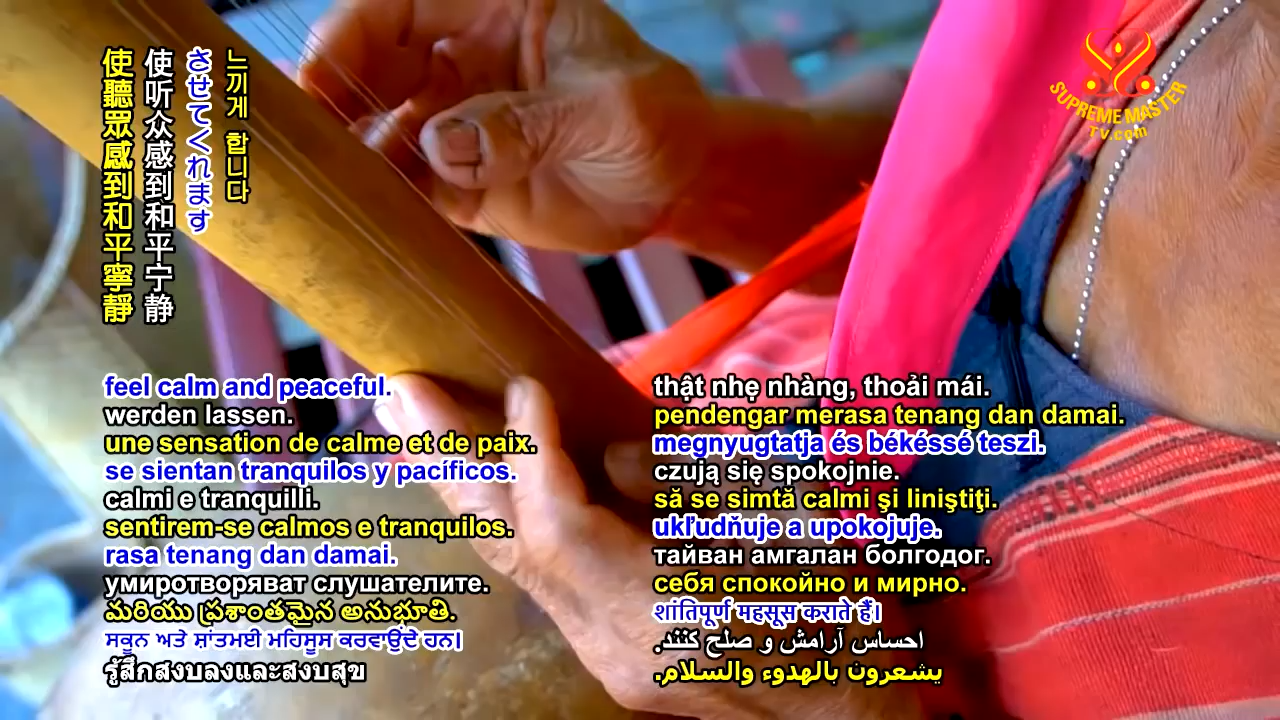 느끼게 합니다
させてくれます
使听众感到和平宁静
使聽眾感到和平寧靜
SUPREME MASTER
TV.com
feel calm and peaceful.
werden lassen.
une sensation de calme et de paix.
se sientan tranquilos y pacíficos.
calmi e tranquilli.
sentirem-se calmos e tranquilos.
rasa tenang dan damai.
умиротворяват слушателите.
మరియు ప్రశాంతమైన అనుభూతి.
ਸਕੂਨ ਅਤੇ ਸ਼ਾਂਤਮਈ ਮਹਿਸੂਸ ਕਰਵਾਉਂਦੇ ਹਨ।
รู้สึกสงบลงและสงบสุข
thật nhẹ nhàng, thoải mái.
pendengar merasa tenang dan damai.
megnyugtatja és békéssé teszi.
czują się spokojnie.
să se simtă calmi şi liniştiţi.
ukľudňuje a upokojuje.
тайван амгалан болгодог.
себя спокойно и мирно.
शांतिपूर्ण महसूस कराते हैं।
احساس آرامش و صلح کنند.
يشعرون بالهدوء والسلام.